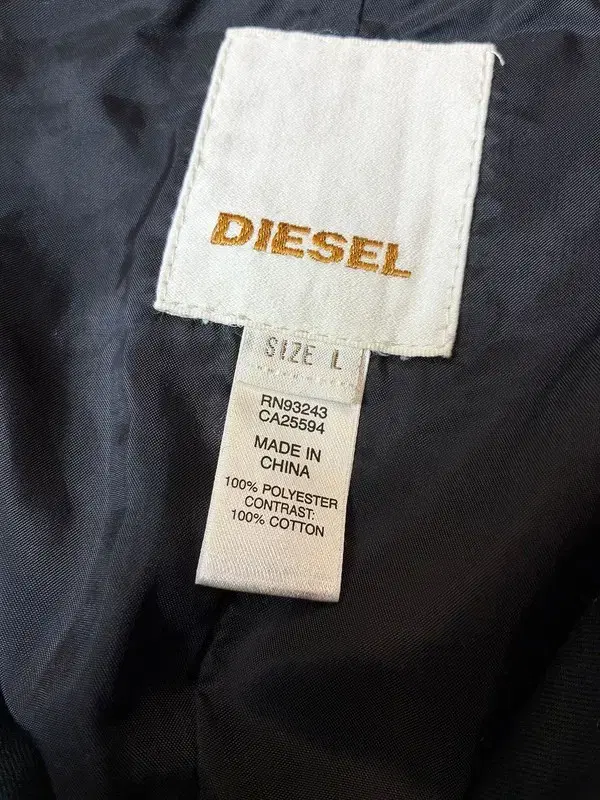 DIESEL
SIZE L
RN93243
CA25594
MADE IN
CHINA
100% POLYESTER
CONTRAST:
100% COTTON